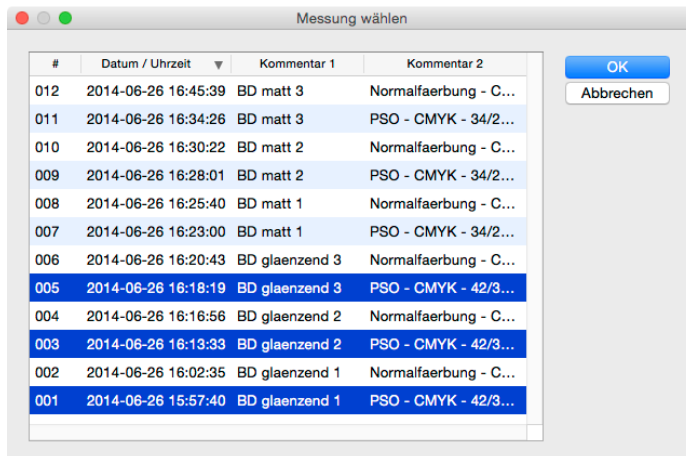 Messung wählen
# Datum / Uhrzeit ▼ Kommentar 1 Kommentar 2
012 2014-06-26 16:45:39 BD matt 3 Normalfaerbung - C...
011 2014-06-26 16:34:26 BD matt 3 PSO - CMYK - 34/2...
010 2014-06-26 16:30:22 BD matt 2 Normalfaerbung - C...
009 2014-06-26 16:28:01 BD matt 2 PSO - CMYK - 34/2...
008 2014-06-26 16:25:40 BD matt 1 Normalfaerbung - C...
007 2014-06-26 16:23:00 BD matt 1 PSO - CMYK - 34/2...
006 2014-06-26 16:20:43 BD glaenzend 3 Normalfaerbung - C...
005 2014-06-26 16:18:19 BD glaenzend 3 PSO - CMYK - 42/3...
004 2014-06-26 16:16:56 BD glaenzend 2 Normalfaerbung - C...
003 2014-06-26 16:13:33 BD glaenzend 2 PSO - CMYK - 42/3...
002 2014-06-26 16:02:35 BD glaenzend 1 Normalfaerbung - C...
001 2014-06-26 15:57:40 BD glaenzend 1 PSO - CMYK - 42/3...
OK
Abbrechen